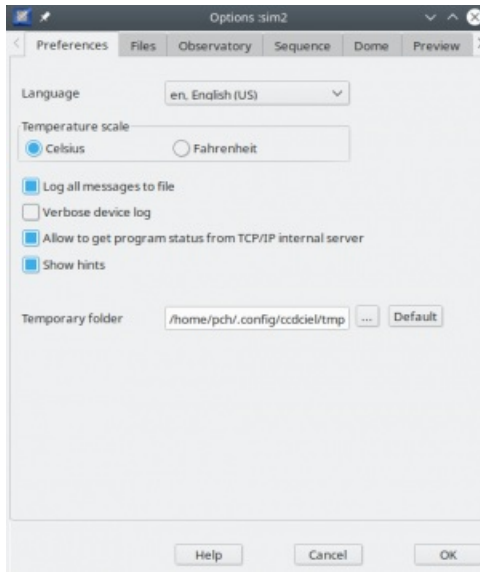 Options :sim2
Preferences Files Observatory Sequence Dome Preview
Language en, English (US)
Temperature scale
Celsius Fahrenheit
Log all messages to file
Verbose device log
Allow to get program status from TCP/IP internal server
Show hints
Temporary folder /home/pch/.config/ccdciel/tmp ... Default
Help Cancel OK